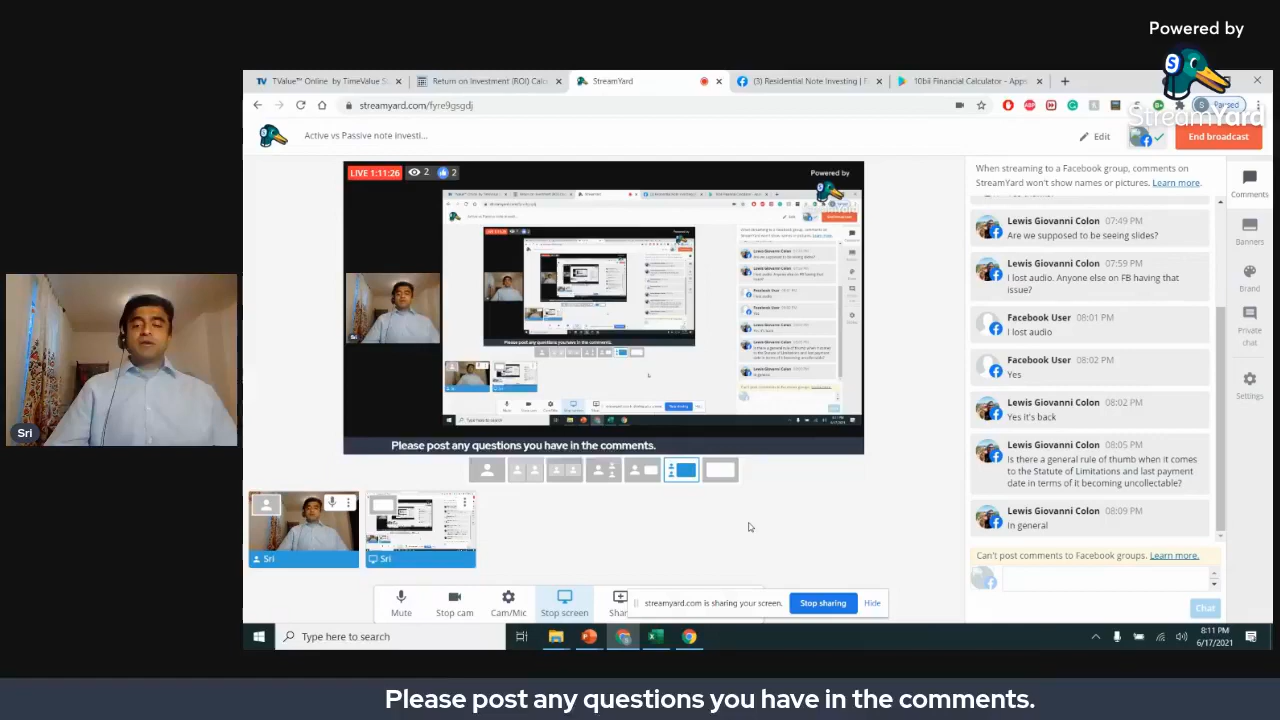 Powered by
StreamYard
TValue™ Online by TimeValue S
Return on Investment (ROI) Calc
StreamYard
(3) Residential Note Investing | F
10bii Financial Calculator - Apps
streamyard.com/fyre9gsgdj
Paused
Active vs Passive note investi...
Edit
End broadcast
LIVE 1:11:26
2
2
Powered by
When streaming to a Facebook group, comments on
StreamYard won't show names or pictures. Learn more.
Comments
Banners
Brand
Private
chat
Settings
Lewis Giovanni Colon 07:49 PM
Are we supposed to be seeing slides?
Lewis Giovanni Colon 07:59 PM
I lost audio. Anyone else on FB having that
issue?
Facebook User 08:01 PM
I lost audio
Facebook User 08:02 PM
Yes
Lewis Giovanni Colon 08:02 PM
Yes it's back
Lewis Giovanni Colon 08:05 PM
Is there a general rule of thumb when it comes
to the Statute of Limitations and last payment
date in terms of it becoming uncollectable?
Lewis Giovanni Colon 08:09 PM
In general
Can't post comments to Facebook groups. Learn more.
Chat
Sri
Please post any questions you have in the comments.
Sri
Sri
Mute
Stop cam
Cam/Mic
Stop screen
Shar
streamyard.com is sharing your screen.
Stop sharing
Hide
Type here to search
8:11 PM
6/17/2021
Please post any questions you have in the comments.